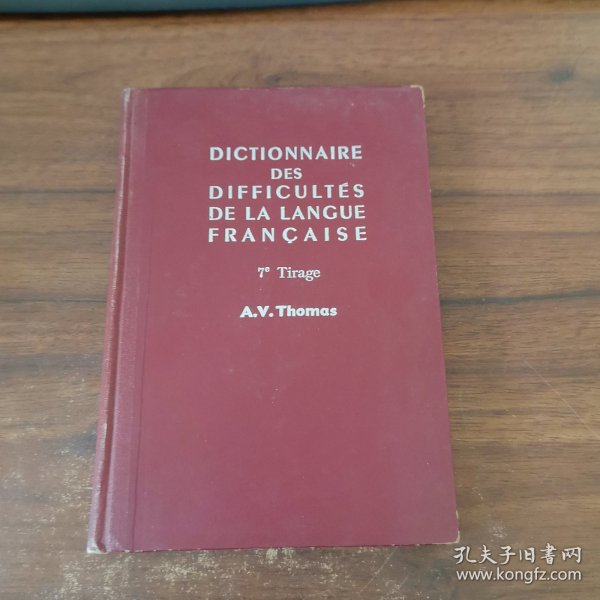 DICTIONNAIRE
DES
DIFFICULTÉS
DE LA LANGUE
FRANÇAISE
7e Tirage
A.V. Thomas
孔夫子旧书网
www.kongfz.com